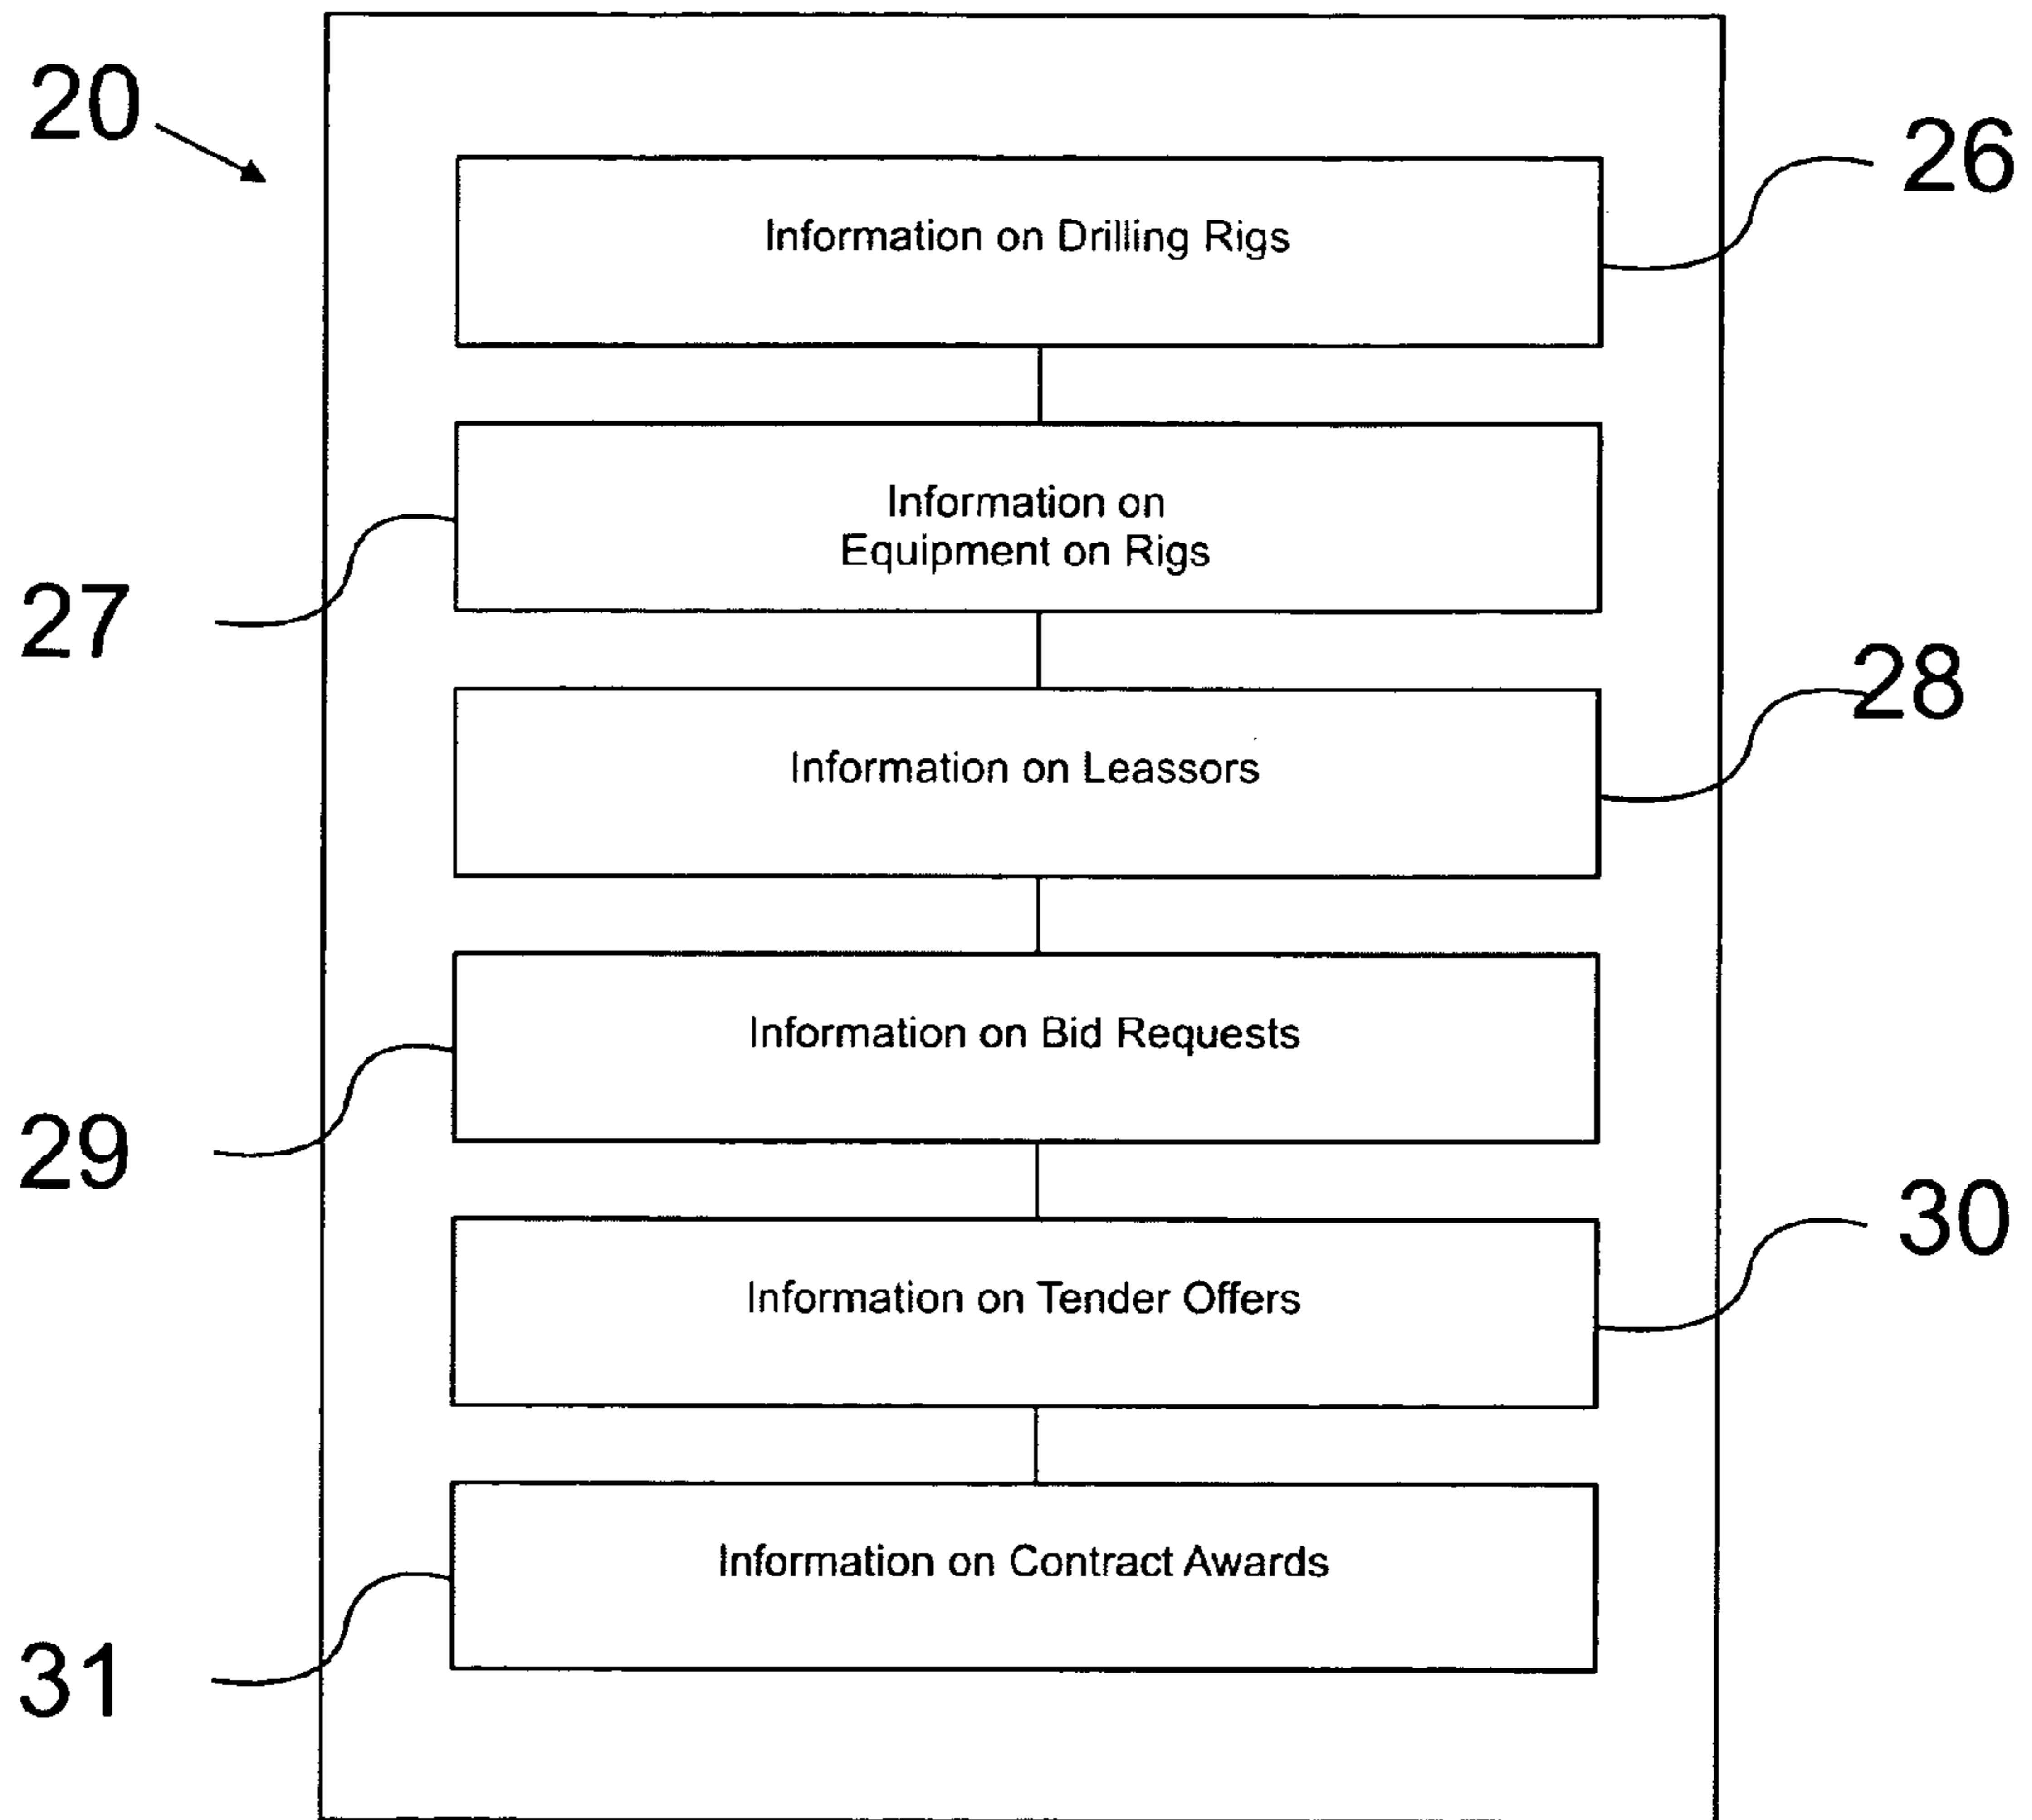 20
26
Information on Drilling Rigs
Information on
Equipment on Rigs
27
28
Information on Leassors
Information on Bid Requests
29
30
Information on Tender Offers
Information on Contract Awards
31